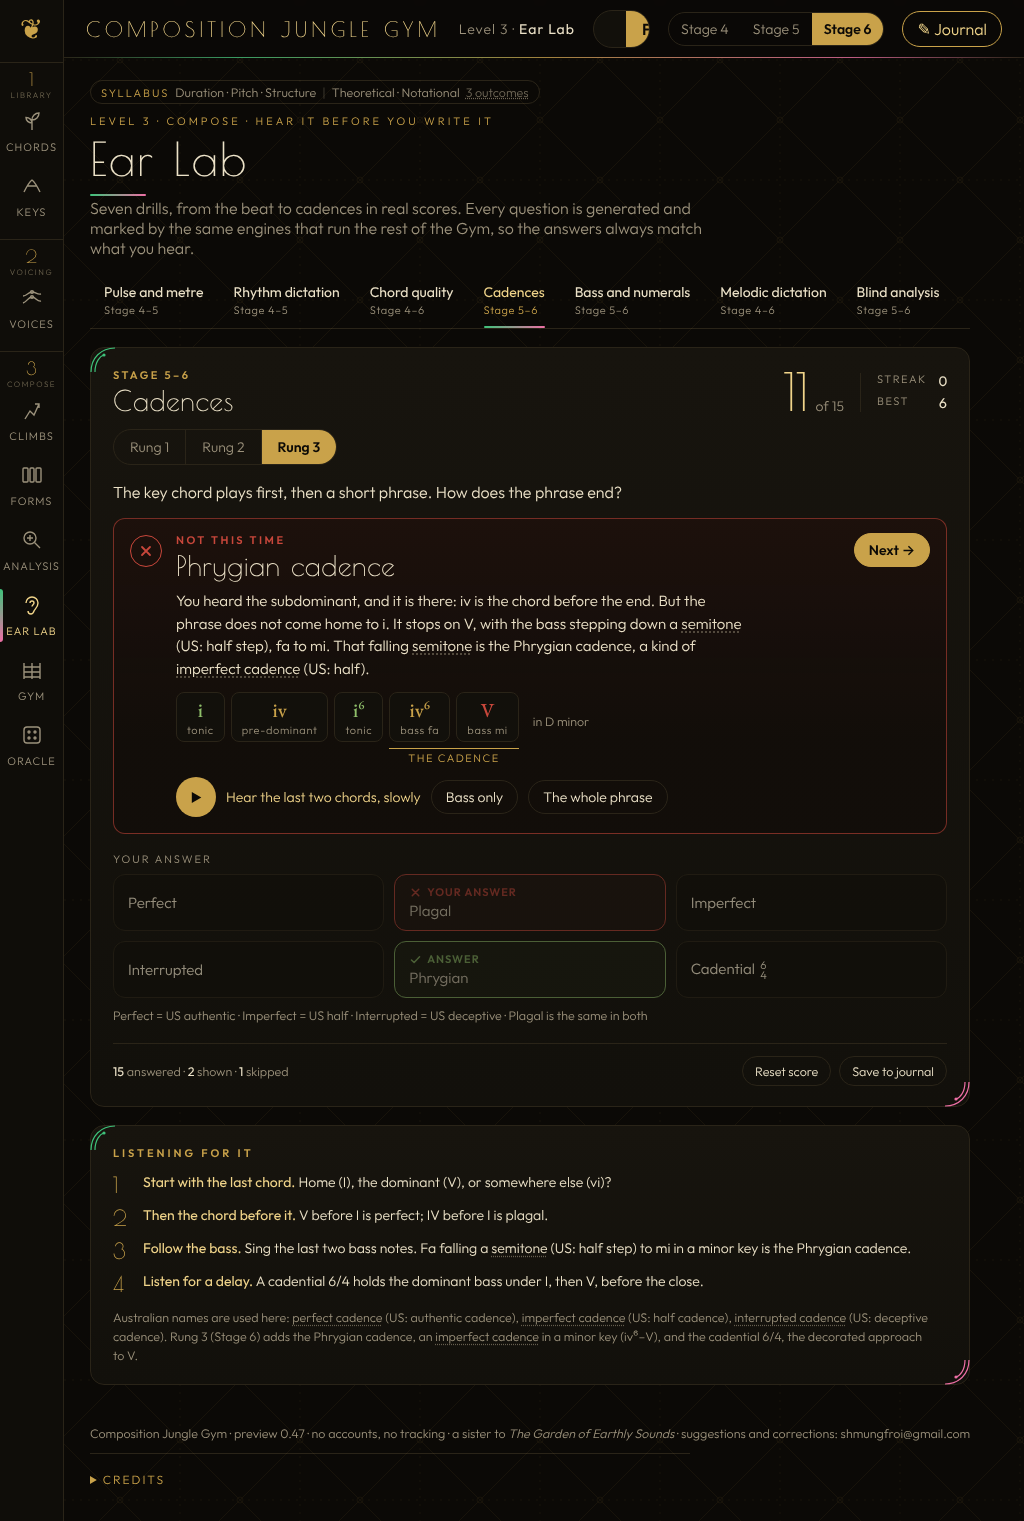 COMPOSITION JUNGLE GYM
Level 3 · Ear Lab
Stage 4
Stage 5
Stage 6
✎ Journal
1
LIBRARY
CHORDS
KEYS
2
VOICING
VOICES
3
COMPOSE
CLIMBS
FORMS
ANALYSIS
EAR LAB
GYM
ORACLE
SYLLABUS Duration · Pitch · Structure | Theoretical · Notational 3 outcomes
LEVEL 3 · COMPOSE · HEAR IT BEFORE YOU WRITE IT
Ear Lab
Seven drills, from the beat to cadences in real scores. Every question is generated and
marked by the same engines that run the rest of the Gym, so the answers always match
what you hear.
Pulse and metre
Stage 4–5
Rhythm dictation
Stage 4–5
Chord quality
Stage 4–6
Cadences
Stage 5–6
Bass and numerals
Stage 5–6
Melodic dictation
Stage 4–6
Blind analysis
Stage 5–6
STAGE 5–6
Cadences
11 of 15
STREAK 0
BEST 6
Rung 1
Rung 2
Rung 3
The key chord plays first, then a short phrase. How does the phrase end?
NOT THIS TIME
Phrygian cadence
Next →
You heard the subdominant, and it is there: iv is the chord before the end. But the
phrase does not come home to i. It stops on V, with the bass stepping down a semitone
(US: half step), fa to mi. That falling semitone is the Phrygian cadence, a kind of
imperfect cadence (US: half).
i
tonic
iv
pre-dominant
i⁶
tonic
iv⁶
bass fa
V
bass mi
in D minor
THE CADENCE
Hear the last two chords, slowly
Bass only
The whole phrase
YOUR ANSWER
Perfect
✕ YOUR ANSWER
Plagal
Imperfect
Interrupted
✓ ANSWER
Phrygian
Cadential 6 4
Perfect = US authentic · Imperfect = US half · Interrupted = US deceptive · Plagal is the same in both
15 answered · 2 shown · 1 skipped
Reset score
Save to journal
LISTENING FOR IT
1 Start with the last chord. Home (I), the dominant (V), or somewhere else (vi)?
2 Then the chord before it. V before I is perfect; IV before I is plagal.
3 Follow the bass. Sing the last two bass notes. Fa falling a semitone (US: half step) to mi in a minor key is the Phrygian cadence.
4 Listen for a delay. A cadential 6/4 holds the dominant bass under I, then V, before the close.
Australian names are used here: perfect cadence (US: authentic cadence), imperfect cadence (US: half cadence), interrupted cadence (US: deceptive
cadence). Rung 3 (Stage 6) adds the Phrygian cadence, an imperfect cadence in a minor key (iv⁶–V), and the cadential 6/4, the decorated approach
to V.
Composition Jungle Gym · preview 0.47 · no accounts, no tracking · a sister to The Garden of Earthly Sounds · suggestions and corrections: shmungfroi@gmail.com
▶ CREDITS